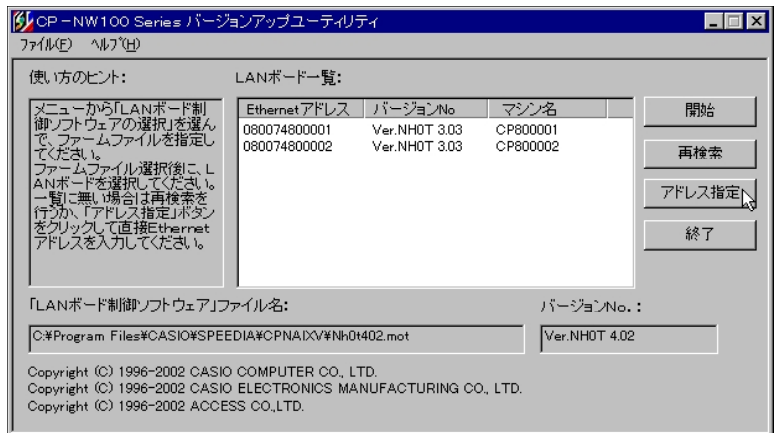 CP-NW100 Series バージョンアップユーティリティ
ファイル(F) ヘルプ(H)
使い方のヒント:
メニューから「LANボード制
御ソフトウェアの選択」を選ん
で、ファームファイルを指定し
てください。
ファームファイル選択後に、L
ANボードを選択してください。
一覧に無い場合は再検索を
行うか、「アドレス指定」ボタン
をクリックして直接Ethernet
アドレスを入力してください。
LANボード一覧:
Ethernetアドレス バージョンNo マシン名
080074800001 Ver.NH0T 3.03 CP800001
080074800002 Ver.NH0T 3.03 CP800002
開始
再検索
アドレス指定
終了
「LANボード制御ソフトウェア」ファイル名:
C:¥Program Files¥CASIO¥SPEEDIA¥CPNAIXV¥Nh0t402.mot
バージョンNo.:
Ver.NH0T 4.02
Copyright (C) 1996-2002 CASIO COMPUTER CO., LTD.
Copyright (C) 1996-2002 CASIO ELECTRONICS MANUFACTURING CO., LTD.
Copyright (C) 1996-2002 ACCESS CO.,LTD.